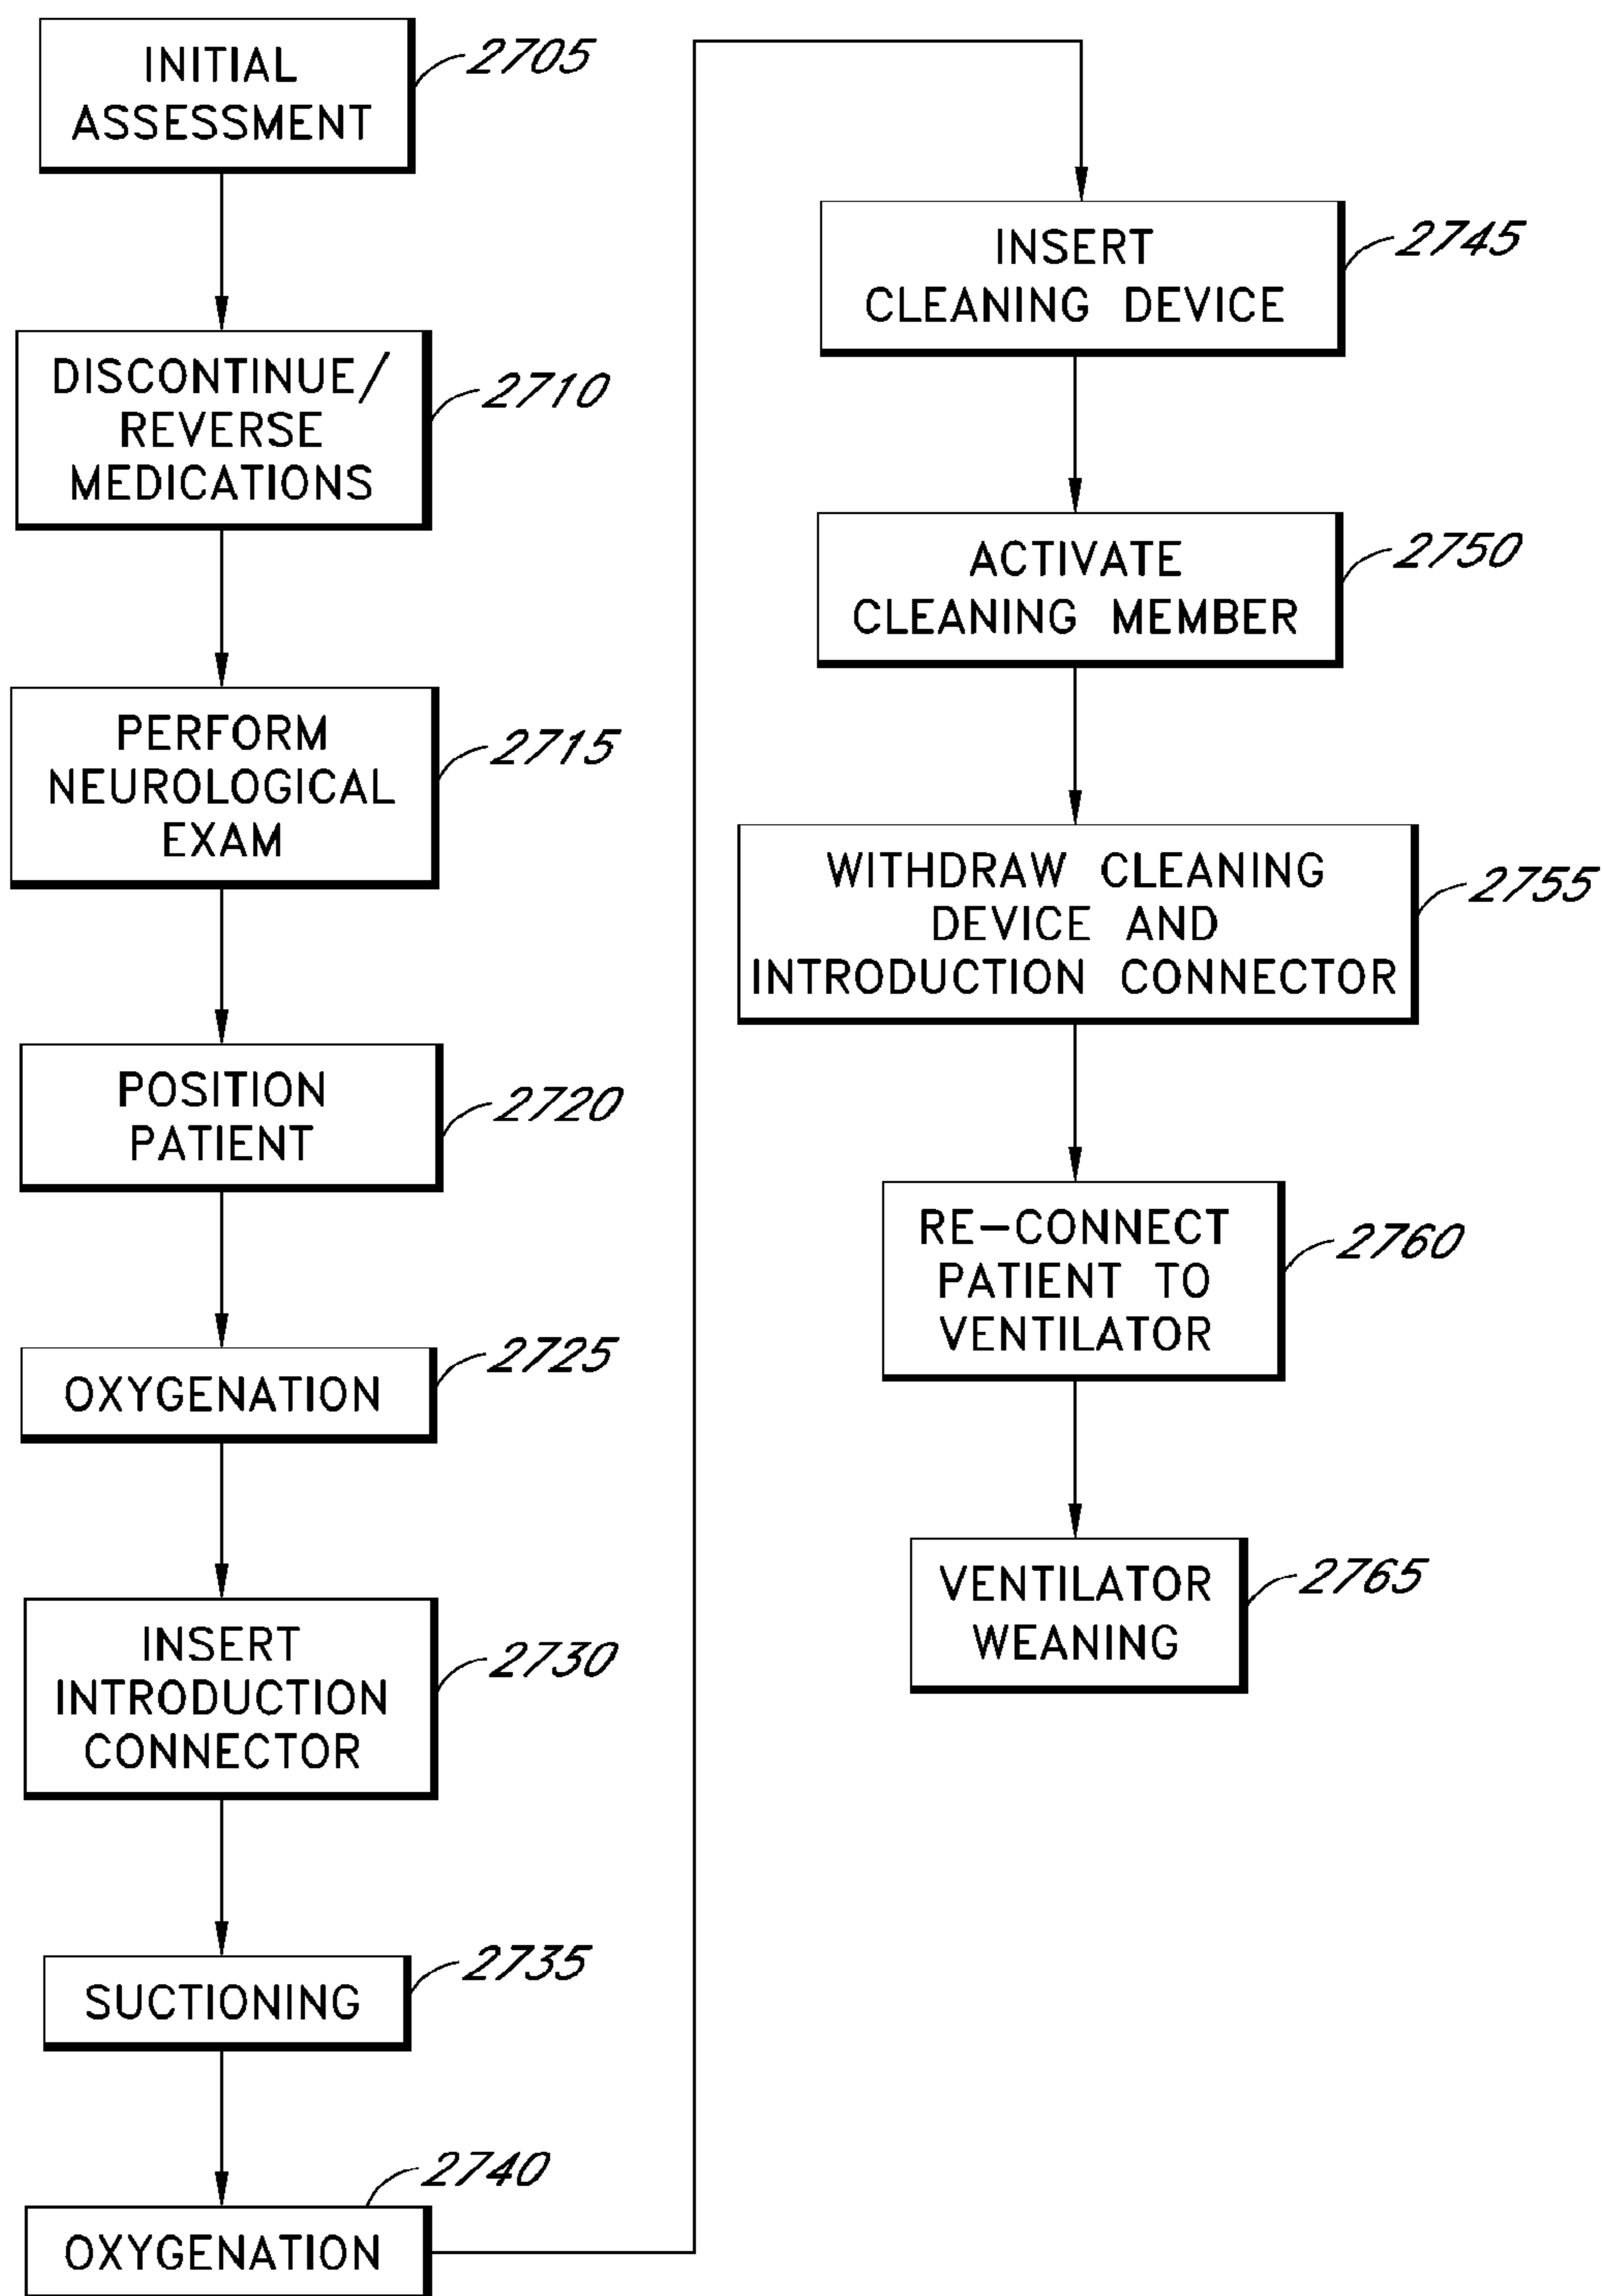 INITIAL
ASSESSMENT
2705
DISCONTINUE/
REVERSE
MEDICATIONS
2710
PERFORM
NEUROLOGICAL
EXAM
2715
POSITION
PATIENT
2720
OXYGENATION
2725
INSERT
INTRODUCTION
CONNECTOR
2730
SUCTIONING
2735
OXYGENATION
2740
INSERT
CLEANING DEVICE
2745
ACTIVATE
CLEANING MEMBER
2750
WITHDRAW CLEANING
DEVICE AND
INTRODUCTION CONNECTOR
2755
RE-CONNECT
PATIENT TO
VENTILATOR
2760
VENTILATOR
WEANING
2765